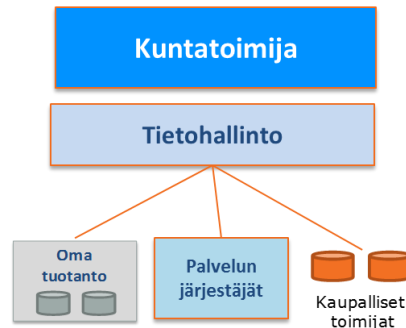 Kuntatoimija
Tietohallinto
Oma
tuotanto
Palvelun
järjestäjät
Kaupalliset
toimijat